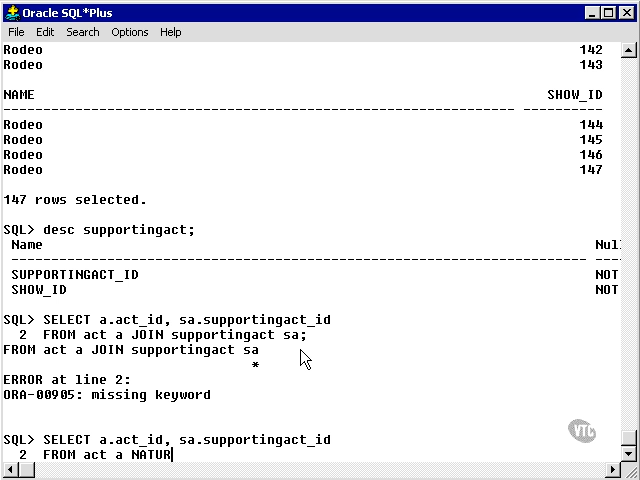 Oracle SQL*Plus
File Edit Search Options Help
Rodeo 142
Rodeo 143
NAME SHOW_ID
-------------------------------------------------------------- ----------
Rodeo 144
Rodeo 145
Rodeo 146
Rodeo 147
147 rows selected.
SQL> desc supportingact;
Name Nul
----------------------------------------------------------------------- ---
SUPPORTINGACT_ID NOT
SHOW_ID NOT
SQL> SELECT a.act_id, sa.supportingact_id
2 FROM act a JOIN supportingact sa;
FROM act a JOIN supportingact sa
*
ERROR at line 2:
ORA-00905: missing keyword
SQL> SELECT a.act_id, sa.supportingact_id
2 FROM act a NATUR
VTC